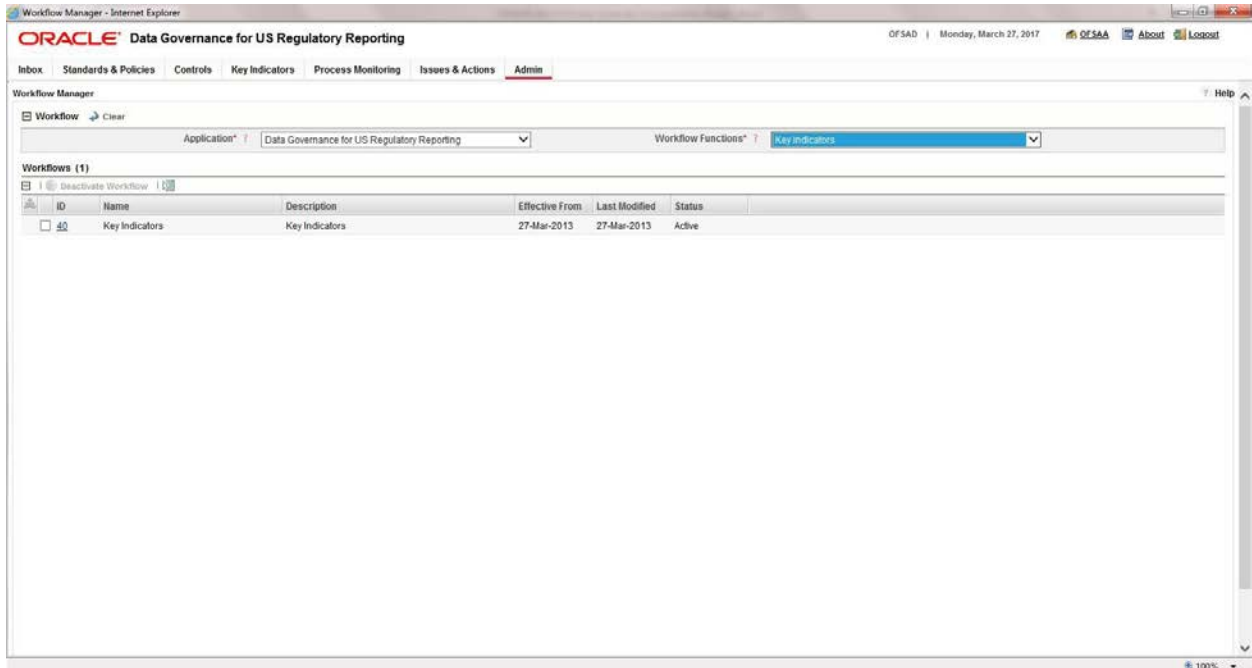 Workflow Manager - Internet Explorer
ORACLE Data Governance for US Regulatory Reporting
OFSAD | Monday, March 27, 2017 OFSAA About Logout
Inbox Standards & Policies Controls Key Indicators Process Monitoring Issues & Actions Admin
Workflow Manager ? Help
Workflow Clear
Application* ? Data Governance for US Regulatory Reporting Workflow Functions* ? Key Indicators
Workflows (1)
Deactivate Workflow
ID Name Description Effective From Last Modified Status
40 Key Indicators Key Indicators 27-Mar-2013 27-Mar-2013 Active
100%